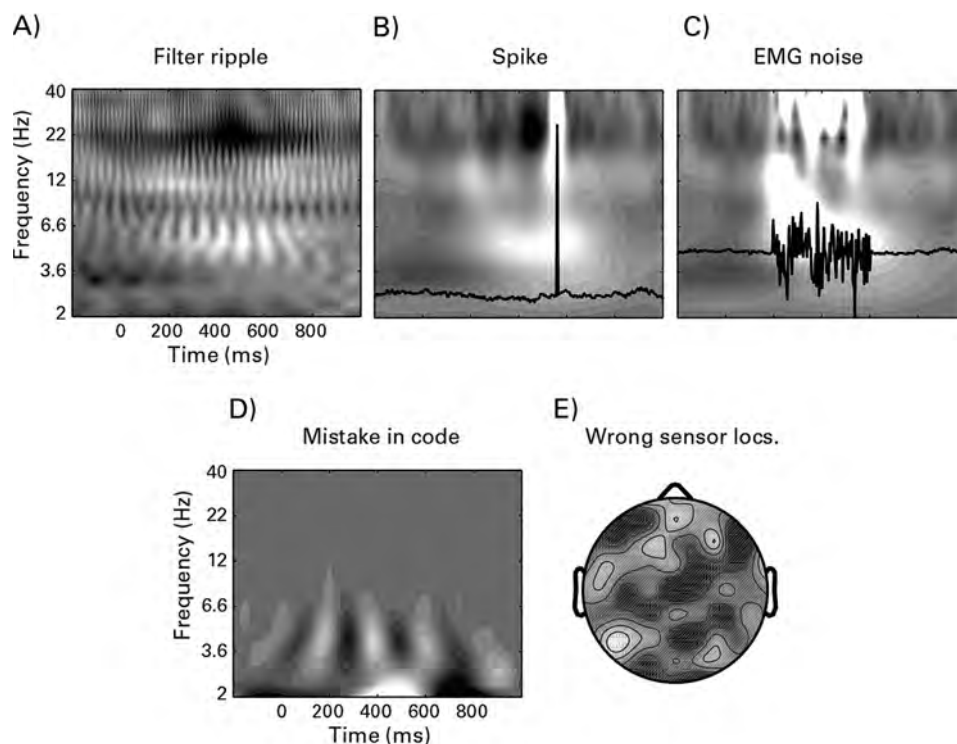 A)
Filter ripple
B)
Spike
C)
EMG noise
Frequency (Hz)
40
22
12
6.6
3.6
2
0 200 400 600 800
Time (ms)
D)
Mistake in code
E)
Wrong sensor locs.
Frequency (Hz)
40
22
12
6.6
3.6
2
0 200 400 600 800
Time (ms)